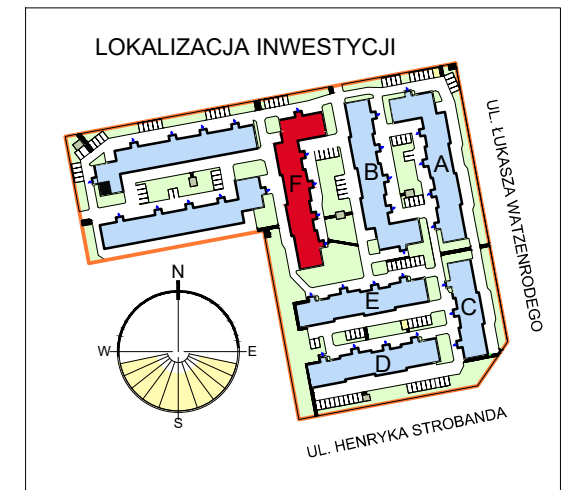 LOKALIZACJA INWESTYCJI
UL. ŁUKASZA WATZENRODEGO
F
B
A
N
E
C
W
E
D
S
UL. HENRYKA STROBANDA